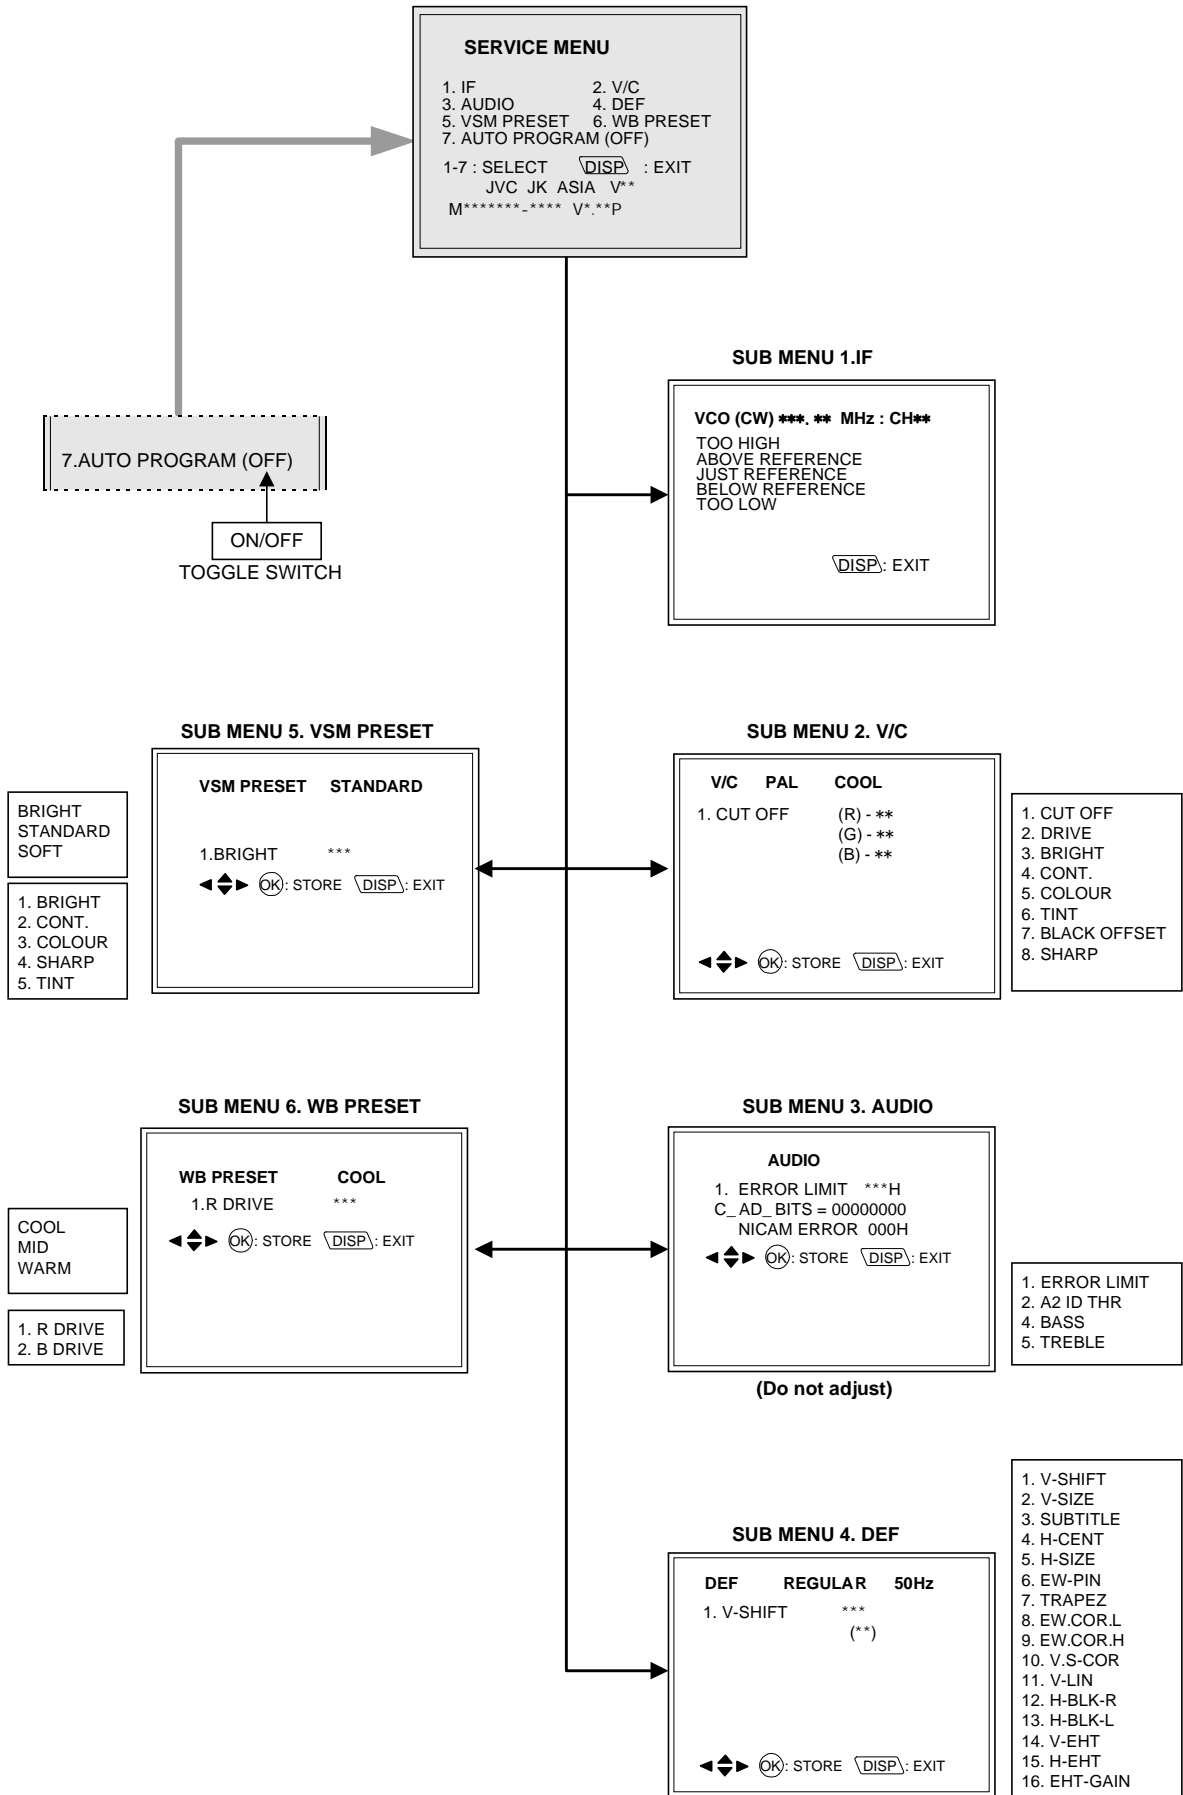 SERVICE MENU
1. IF 2. V/C
3. AUDIO 4. DEF
5. VSM PRESET 6. WB PRESET
7. AUTO PROGRAM (OFF)
1-7 : SELECT DISP : EXIT
JVC JK ASIA V**
M*******-**** V*.**P
7.AUTO PROGRAM (OFF)
ON/OFF
TOGGLE SWITCH
SUB MENU 1.IF
VCO (CW) ***. ** MHz : CH**
TOO HIGH
ABOVE REFERENCE
JUST REFERENCE
BELOW REFERENCE
TOO LOW
DISP : EXIT
SUB MENU 5. VSM PRESET
VSM PRESET STANDARD
1.BRIGHT ***
OK : STORE DISP : EXIT
BRIGHT
STANDARD
SOFT
1. BRIGHT
2. CONT.
3. COLOUR
4. SHARP
5. TINT
SUB MENU 2. V/C
V/C PAL COOL
1. CUT OFF (R) - **
(G) - **
(B) - **
OK : STORE DISP : EXIT
1. CUT OFF
2. DRIVE
3. BRIGHT
4. CONT.
5. COLOUR
6. TINT
7. BLACK OFFSET
8. SHARP
SUB MENU 6. WB PRESET
WB PRESET COOL
1.R DRIVE ***
OK : STORE DISP : EXIT
COOL
MID
WARM
1. R DRIVE
2. B DRIVE
SUB MENU 3. AUDIO
AUDIO
1. ERROR LIMIT ***H
C_ AD_ BITS = 00000000
NICAM ERROR 000H
OK : STORE DISP : EXIT
(Do not adjust)
1. ERROR LIMIT
2. A2 ID THR
4. BASS
5. TREBLE
SUB MENU 4. DEF
DEF REGULAR 50Hz
1. V-SHIFT ***
(**)
OK : STORE DISP : EXIT
1. V-SHIFT
2. V-SIZE
3. SUBTITLE
4. H-CENT
5. H-SIZE
6. EW-PIN
7. TRAPEZ
8. EW.COR.L
9. EW.COR.H
10. V.S-COR
11. V-LIN
12. H-BLK-R
13. H-BLK-L
14. V-EHT
15. H-EHT
16. EHT-GAIN